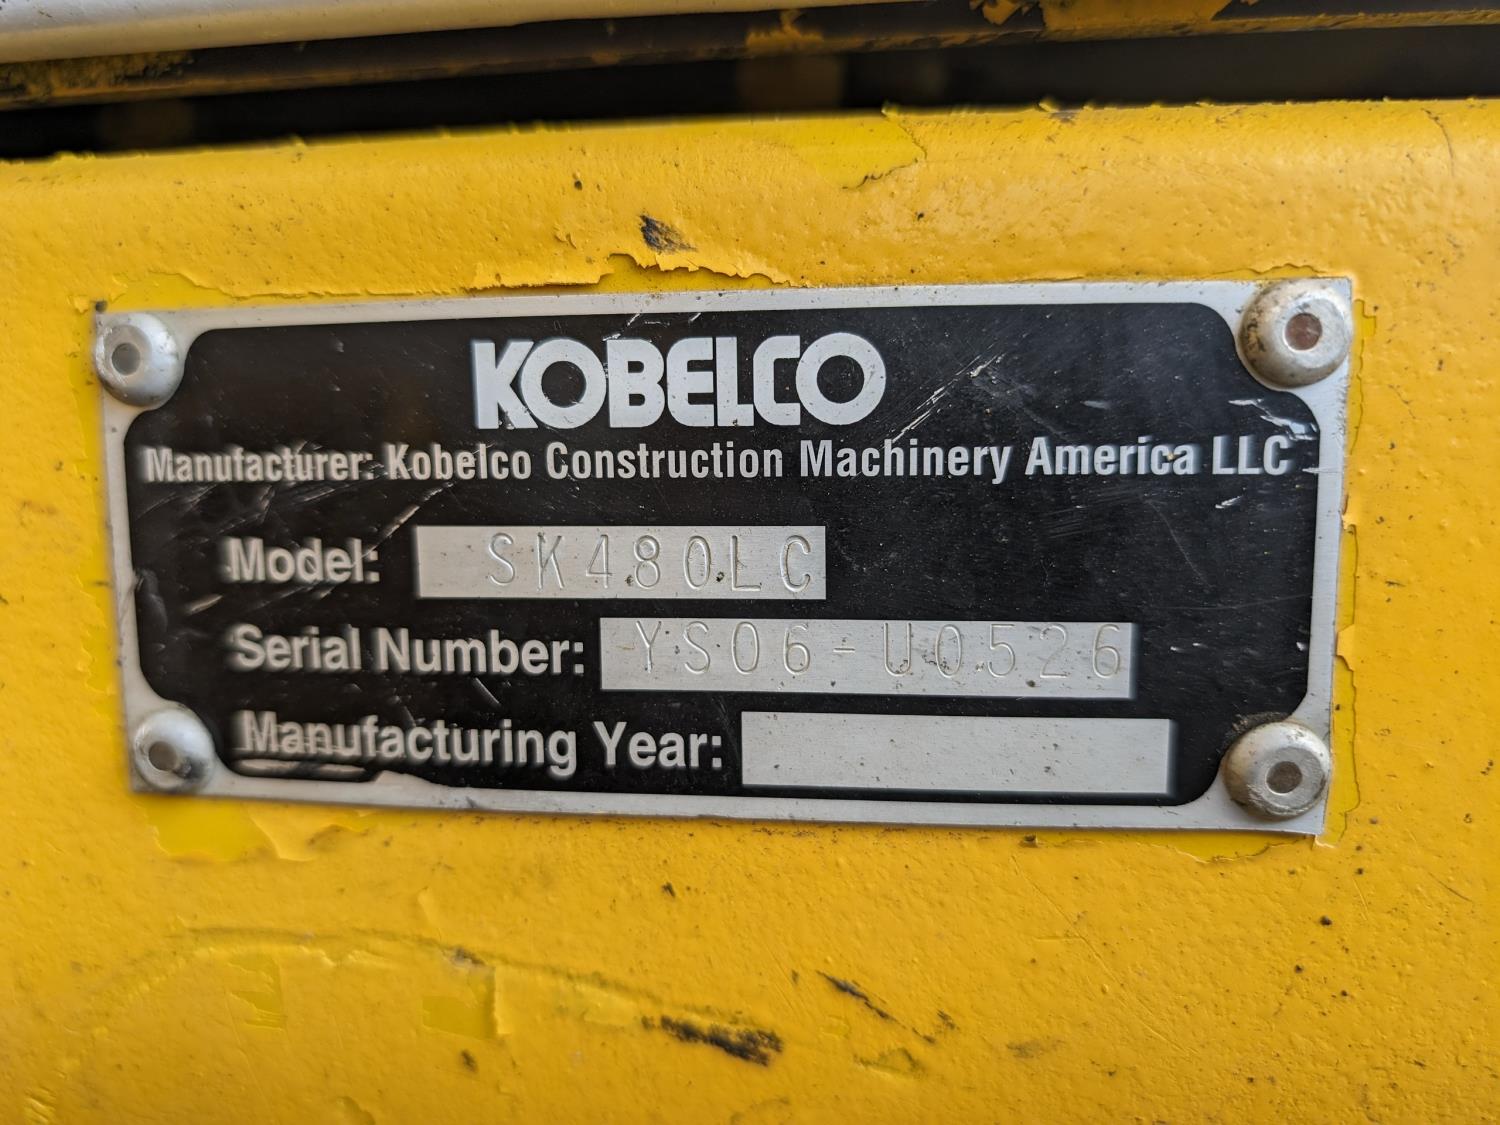 KOBELCO
Manufacturer: Kobelco Construction Machinery America LLC
Model: SK480LC
Serial Number: YS06-U0526
Manufacturing Year: